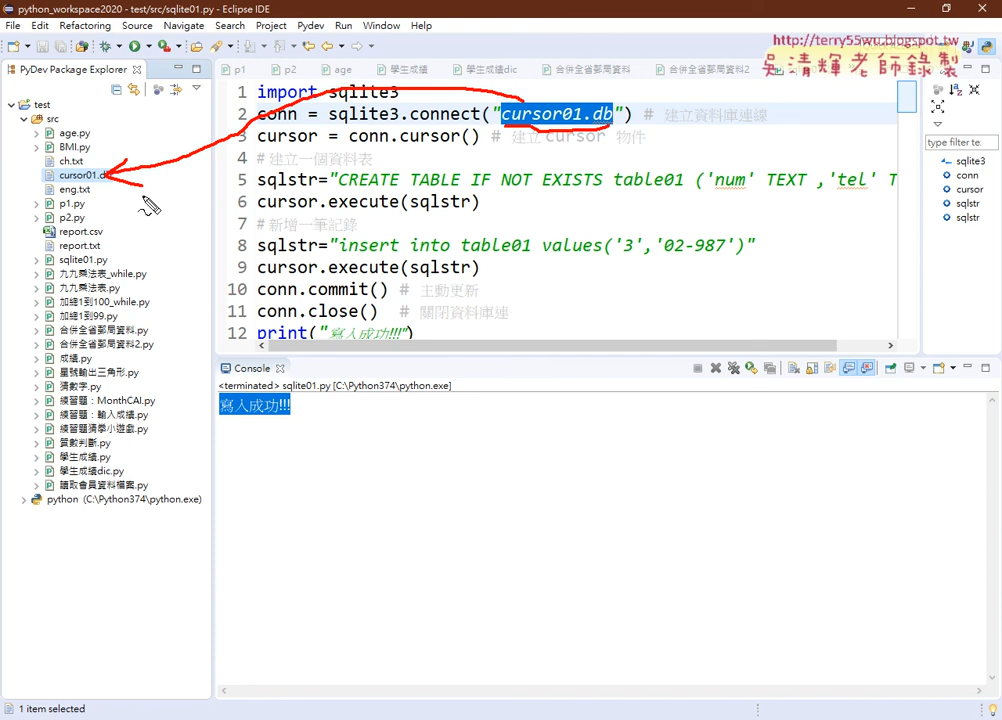 python_workspace2020 - test/src/sqlite01.py - Eclipse IDE
File Edit Refactoring Source Navigate Search Project Pydev Run Window Help
http://terry55wu.blogspot.tw
吳清輝老師錄製
PyDev Package Explorer
p1 p2 age 學生成績 學生成績dic 合併全省郵局資料 合併全省郵局資料2
test
src
age.py
BMI.py
ch.txt
cursor01.db
eng.txt
p1.py
p2.py
report.csv
report.txt
sqlite01.py
九九乘法表_while.py
九九乘法表.py
加總1到100_while.py
加總1到99.py
合併全省郵局資料.py
合併全省郵局資料2.py
成績.py
星號輸出三角形.py
猜數字.py
練習題：MonthCAI.py
練習題：輸入成績.py
練習題猜拳小遊戲.py
質數判斷.py
學生成績.py
學生成績dic.py
讀取會員資料檔案.py
python (C:\Python374\python.exe)
1 import sqlite3
2 conn = sqlite3.connect("cursor01.db") # 建立資料庫連線
3 cursor = conn.cursor() # 建立 cursor 物件
4 # 建立一個資料表
5 sqlstr="CREATE TABLE IF NOT EXISTS table01 ('num' TEXT ,'tel' T
6 cursor.execute(sqlstr)
7 # 新增一筆記錄
8 sqlstr="insert into table01 values('3','02-987')"
9 cursor.execute(sqlstr)
10 conn.commit() # 主動更新
11 conn.close() # 關閉資料庫連
12 print("寫入成功!!!")
type filter te
sqlite3
conn
cursor
sqlstr
sqlstr
Console
<terminated> sqlite01.py [C:\Python374\python.exe]
寫入成功!!!
1 item selected